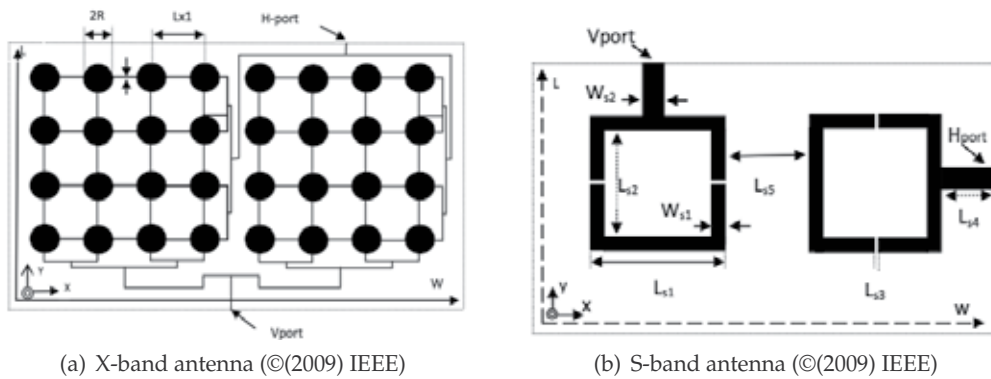 2R
Lx1
H-port
L
Y
X
W
Vport
(a) X-band antenna (©(2009) IEEE)
Vport
L
Ws2
Hport
Ls2
Ls5
Ws1
Ls4
Ls1
Ls3
y
X
W
(b) S-band antenna (©(2009) IEEE)